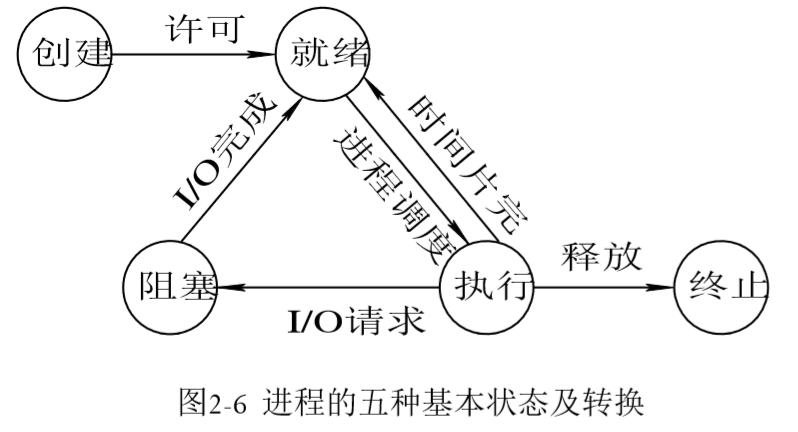 创建
许可
就绪
I/O完成
进程调度
时间片完
阻塞
I/O请求
执行
释放
终止
图2-6 进程的五种基本状态及转换